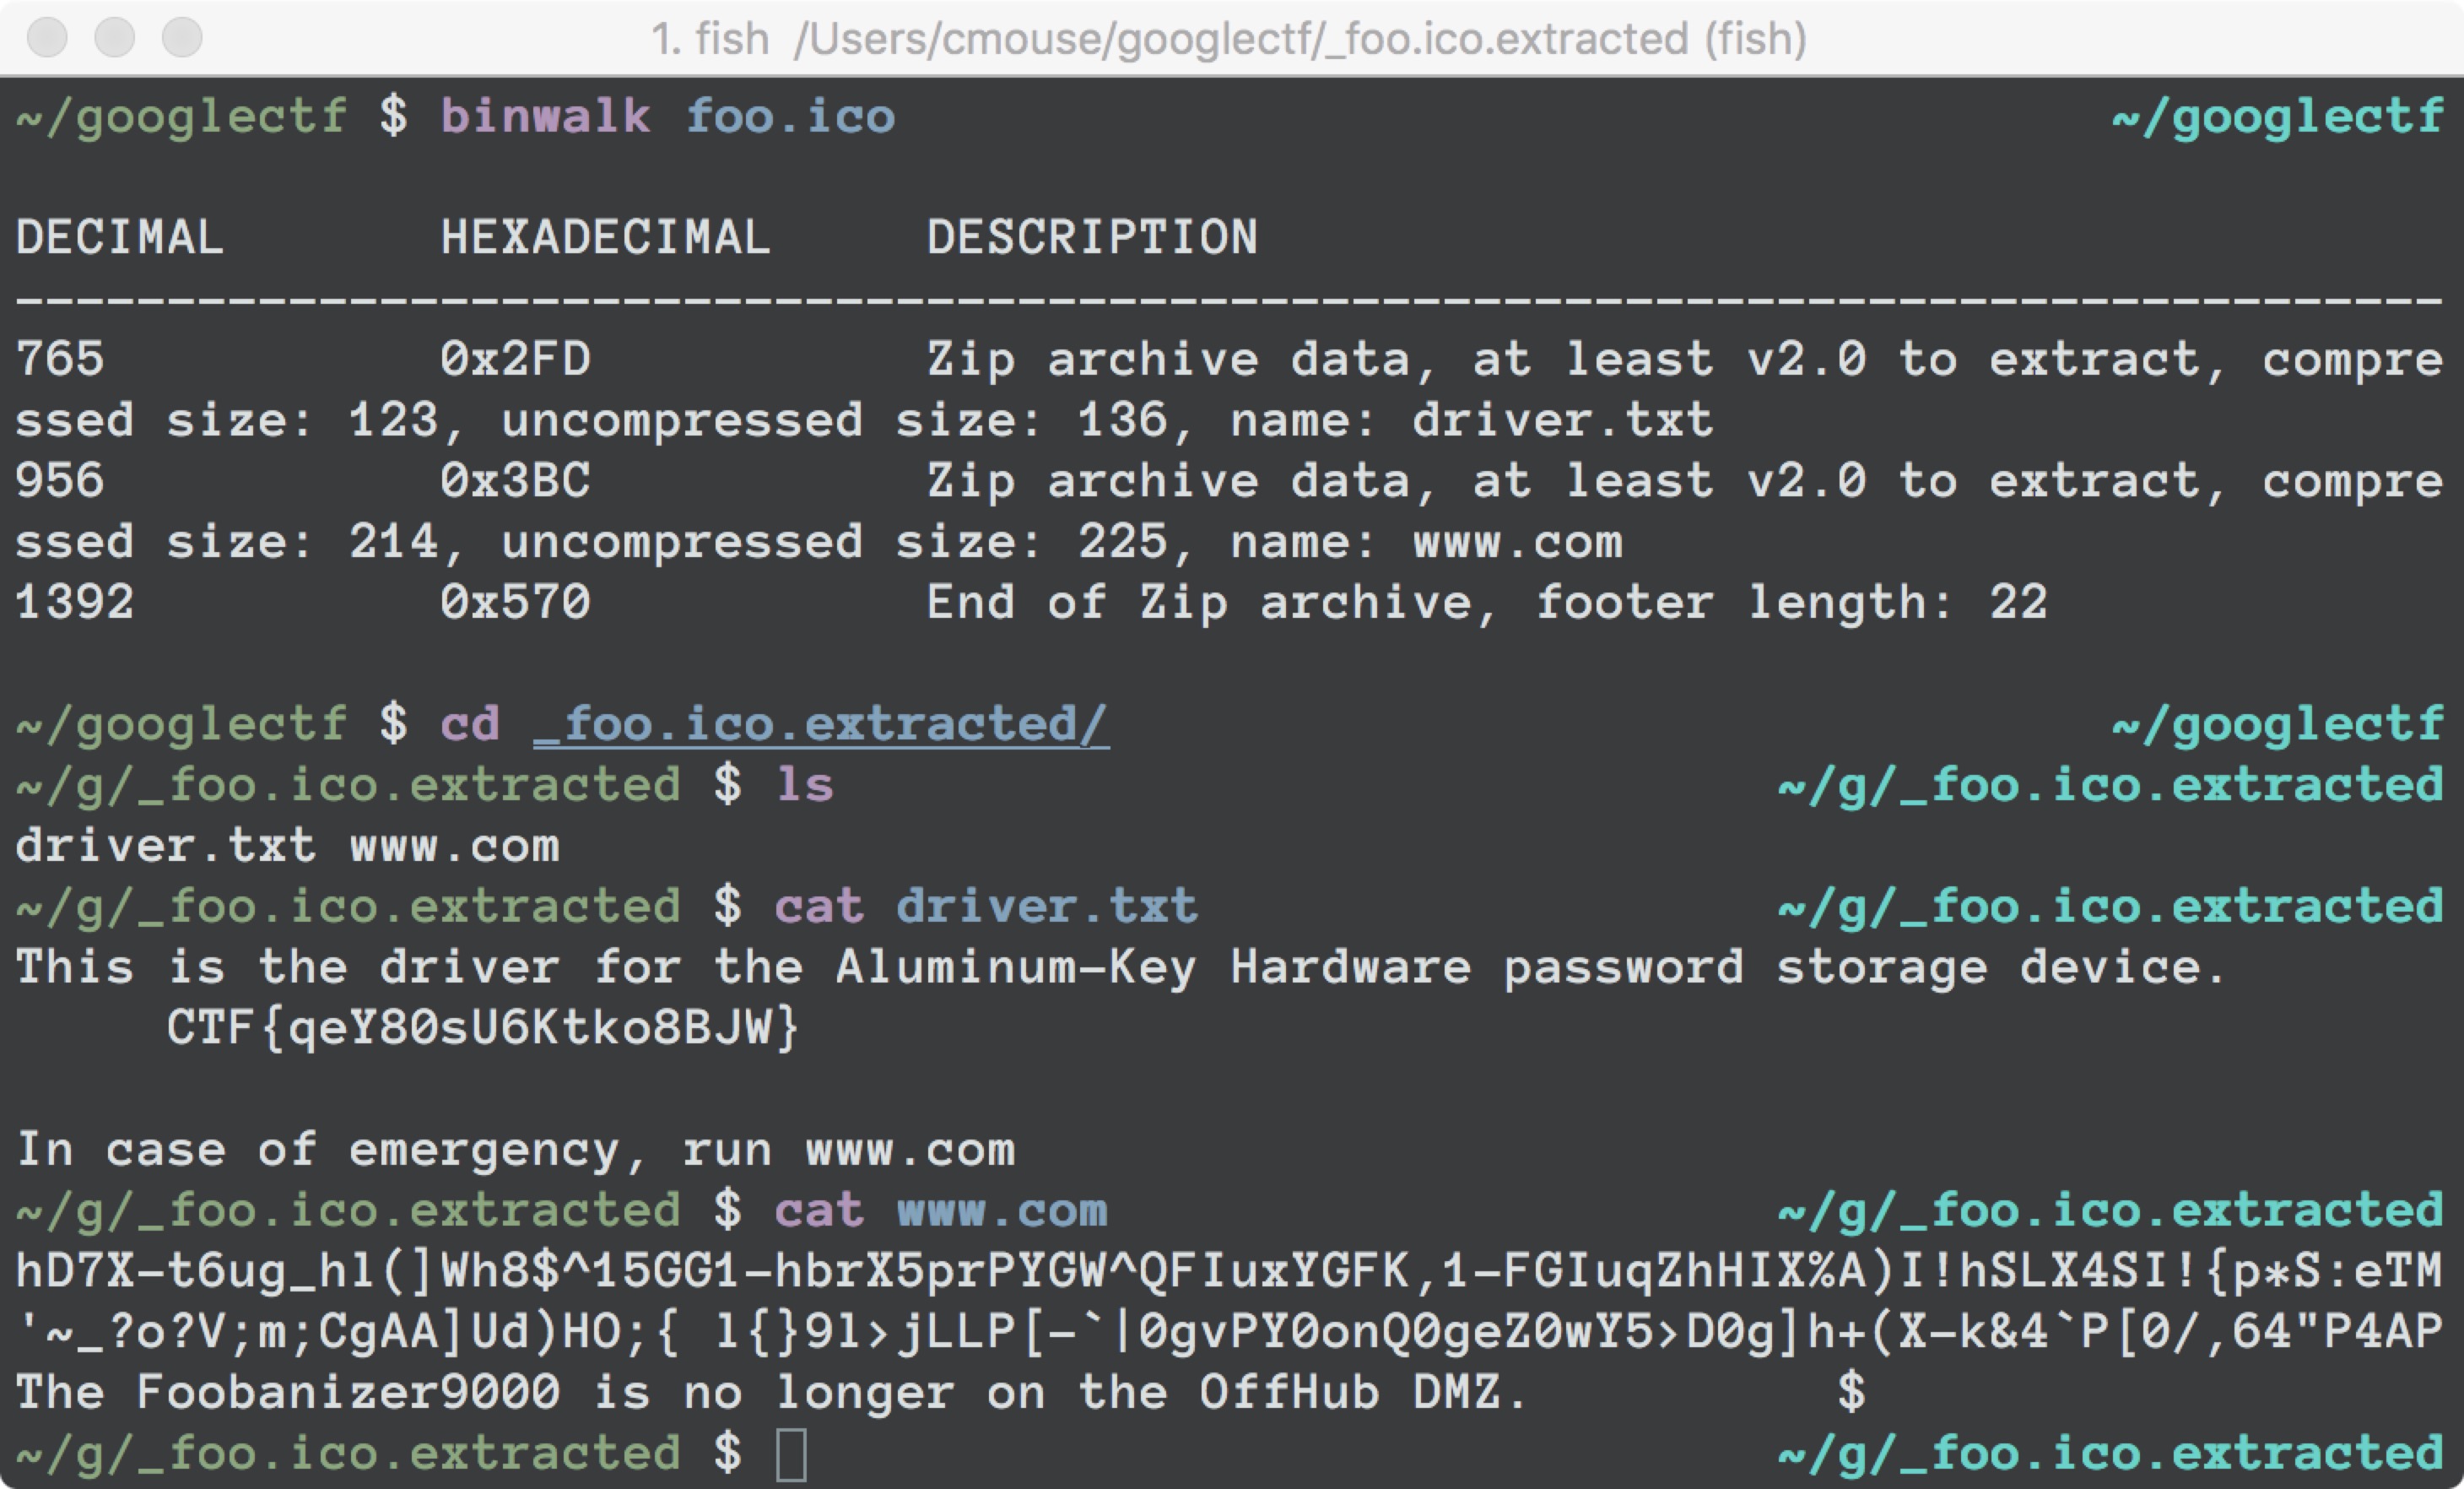 1. fish  /Users/cmouse/googlectf/_foo.ico.extracted (fish)
~/googlectf $ binwalk foo.ico ~/googlectf
DECIMAL       HEXADECIMAL     DESCRIPTION
--------------------------------------------------------------------------------
765           0x2FD           Zip archive data, at least v2.0 to extract, compre
ssed size: 123, uncompressed size: 136, name: driver.txt
956           0x3BC           Zip archive data, at least v2.0 to extract, compre
ssed size: 214, uncompressed size: 225, name: www.com
1392          0x570           End of Zip archive, footer length: 22
~/googlectf $ cd _foo.ico.extracted/ ~/googlectf
~/g/_foo.ico.extracted $ ls ~/g/_foo.ico.extracted
driver.txt www.com
~/g/_foo.ico.extracted $ cat driver.txt ~/g/_foo.ico.extracted
This is the driver for the Aluminum-Key Hardware password storage device.
     CTF{qeY80sU6Ktko8BJW}
In case of emergency, run www.com
~/g/_foo.ico.extracted $ cat www.com ~/g/_foo.ico.extracted
hD7X-t6ug_hl(]Wh8$^15GG1-hbrX5prPYGW^QFIuxYGFK,1-FGIuqZhHIX%A)I!hSLX4SI!{p*S:eTM
'~_?o?V;m;CgAA]Ud)HO;{ l{}9l>jLLP[-`|0gvPY0onQ0geZ0wY5>D0g]h+(X-k&4`P[0/,64"P4AP
The Foobanizer9000 is no longer on the OffHub DMZ.          $
~/g/_foo.ico.extracted $ ~/g/_foo.ico.extracted